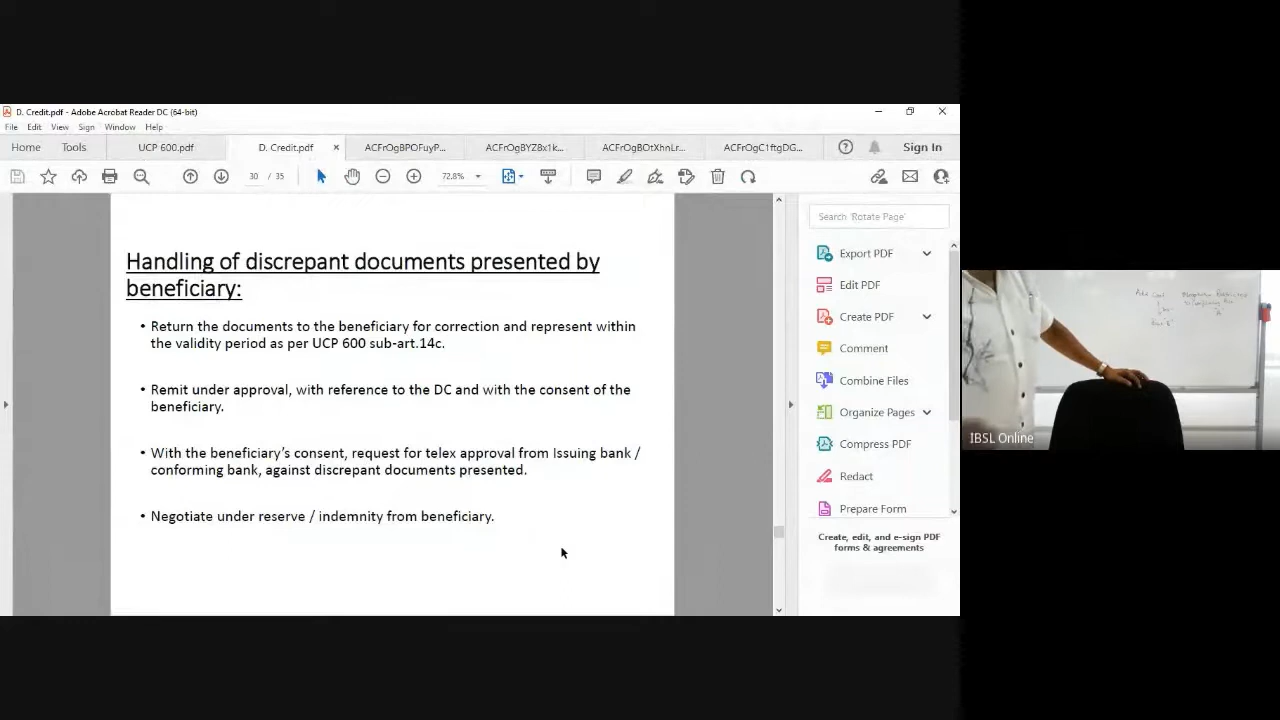 D. Credit.pdf - Adobe Acrobat Reader DC (64-bit)
File Edit View Sign Window Help
Home Tools UCP 600.pdf D. Credit.pdf × ACFrOgBPOFuyP... ACFrOgBYZ8x1k... ACFrOgBOtXhnLr... ACFrOgC1ftgDG... Sign In
30 / 35 72.8%
Handling of discrepant documents presented by
beneficiary:
• Return the documents to the beneficiary for correction and represent within
the validity period as per UCP 600 sub-art.14c.
• Remit under approval, with reference to the DC and with the consent of the
beneficiary.
• With the beneficiary's consent, request for telex approval from Issuing bank /
conforming bank, against discrepant documents presented.
• Negotiate under reserve / indemnity from beneficiary.
Search 'Rotate Page'
Export PDF
Edit PDF
Create PDF
Comment
Combine Files
Organize Pages
Compress PDF
Redact
Prepare Form
Create, edit, and e-sign PDF
forms & agreements
IBSL Online